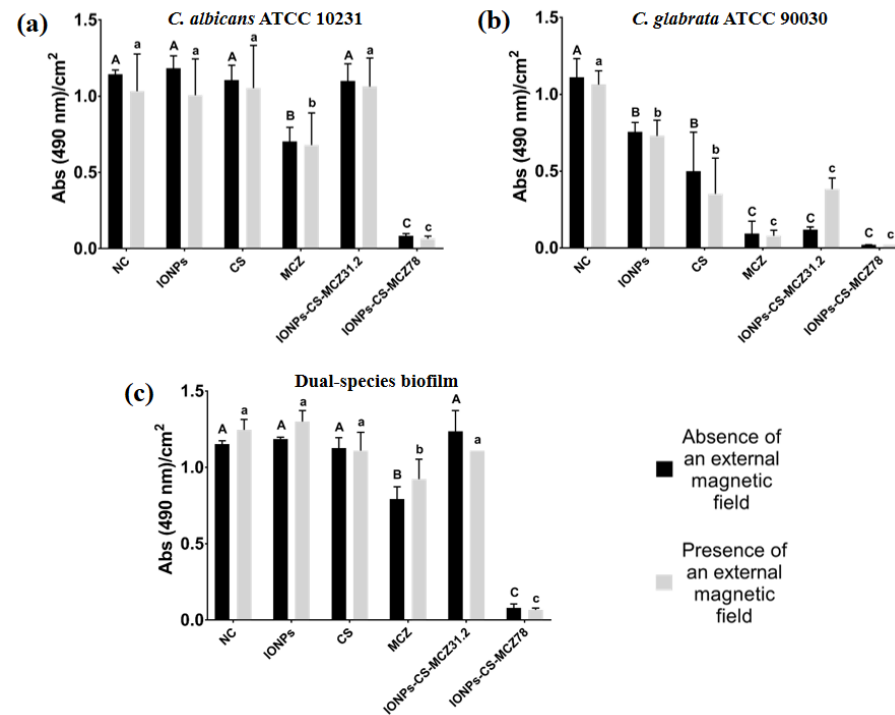 (a)
C. albicans ATCC 10231
Abs (490 nm)/cm²
1.5
1.0
0.5
0.0
A a A a A a B b A a C c
NC
IONPs
CS
MCZ
IONPs-CS-MCZ31.2
IONPs-CS-MCZ78
(b)
C. glabrata ATCC 90030
Abs (490 nm)/cm²
1.5
1.0
0.5
0.0
A a B b B b C c C c C c
NC
IONPs
CS
MCZ
IONPs-CS-MCZ31.2
IONPs-CS-MCZ78
(c)
Dual-species biofilm
Abs (490 nm)/cm²
1.5
1.0
0.5
0.0
A a A a A a B b A a C c
NC
IONPs
CS
MCZ
IONPs-CS-MCZ31.2
IONPs-CS-MCZ78
Absence of
an external
magnetic
field
Presence of
an external
magnetic
field